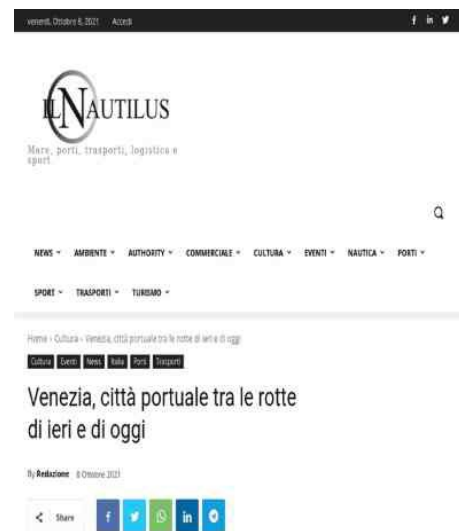 venerdì, Ottobre 8, 2021 Accedi
IL NAUTILUS
Mare, porti, trasporti, logistica e
sport
NEWS AMBIENTE AUTHORITY COMMERCIALE CULTURA EVENTI NAUTICA PORTI
SPORT TRASPORTI TURISMO
Home › Cultura › Venezia, città portuale tra le rotte di ieri e di oggi
Cultura Eventi News Italia Porti Trasporti
Venezia, città portuale tra le rotte
di ieri e di oggi
By Redazione 8 Ottobre 2021
Share